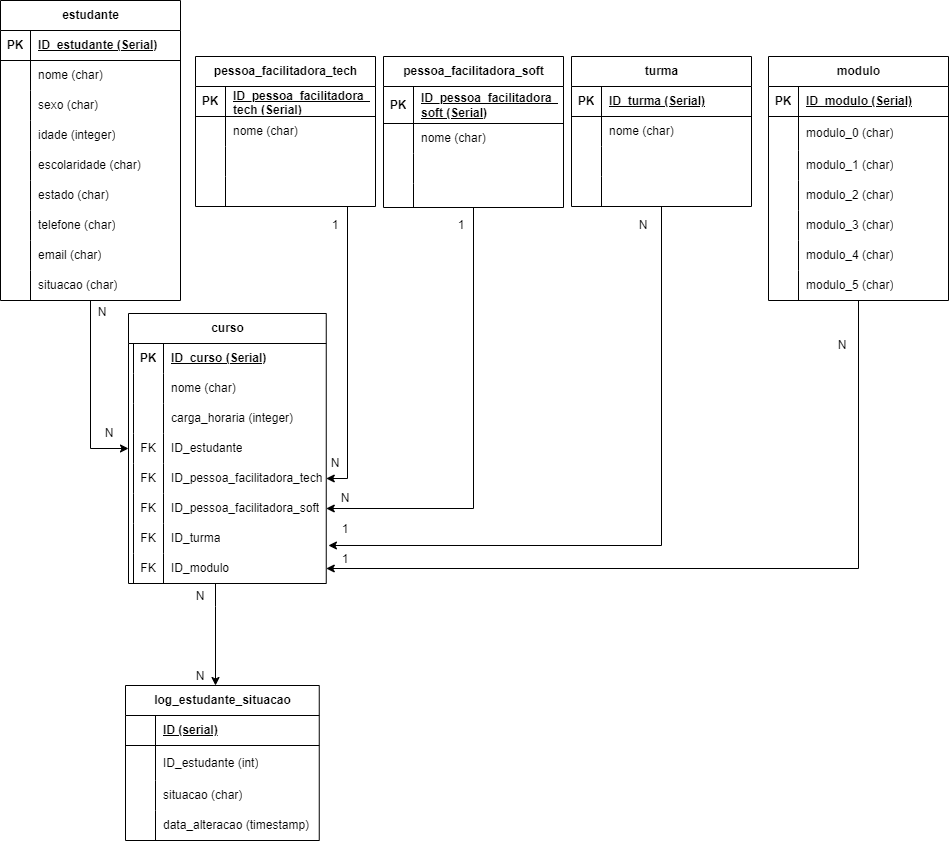 estudante
PK ID_estudante (Serial)
nome (char)
sexo (char)
idade (integer)
escolaridade (char)
estado (char)
telefone (char)
email (char)
situacao (char)
pessoa_facilitadora_tech
PK ID_pessoa_facilitadora_
tech (Serial)
nome (char)
pessoa_facilitadora_soft
PK ID_pessoa_facilitadora_
soft (Serial)
nome (char)
turma
PK ID_turma (Serial)
nome (char)
modulo
PK ID_modulo (Serial)
modulo_0 (char)
modulo_1 (char)
modulo_2 (char)
modulo_3 (char)
modulo_4 (char)
modulo_5 (char)
1
1
N
N
N
N
curso
PK ID_curso (Serial)
nome (char)
carga_horaria (integer)
FK ID_estudante
FK ID_pessoa_facilitadora_tech
FK ID_pessoa_facilitadora_soft
FK ID_turma
FK ID_modulo
N
N
1
1
N
N
log_estudante_situacao
ID (serial)
ID_estudante (int)
situacao (char)
data_alteracao (timestamp)